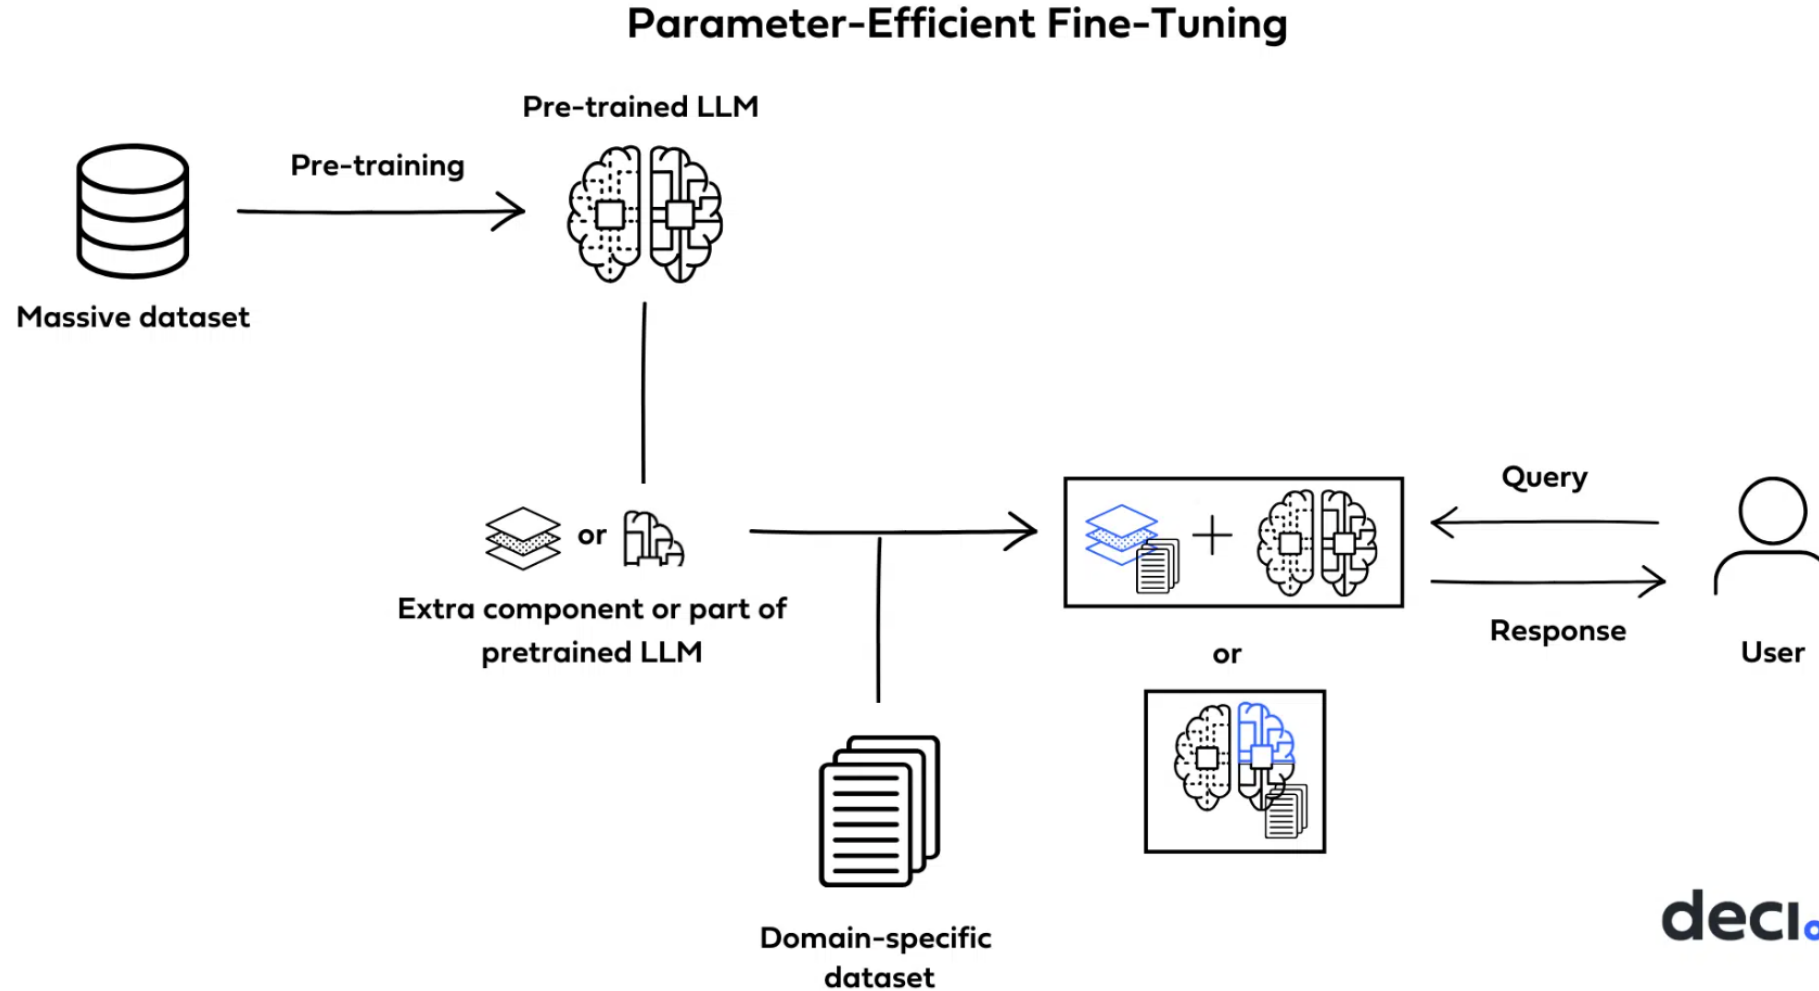 Parameter-Efficient Fine-Tuning
Pre-trained LLM
Pre-training
Massive dataset
or
Extra component or part of
pretrained LLM
Domain-specific
dataset
or
Query
Response
User
deci.